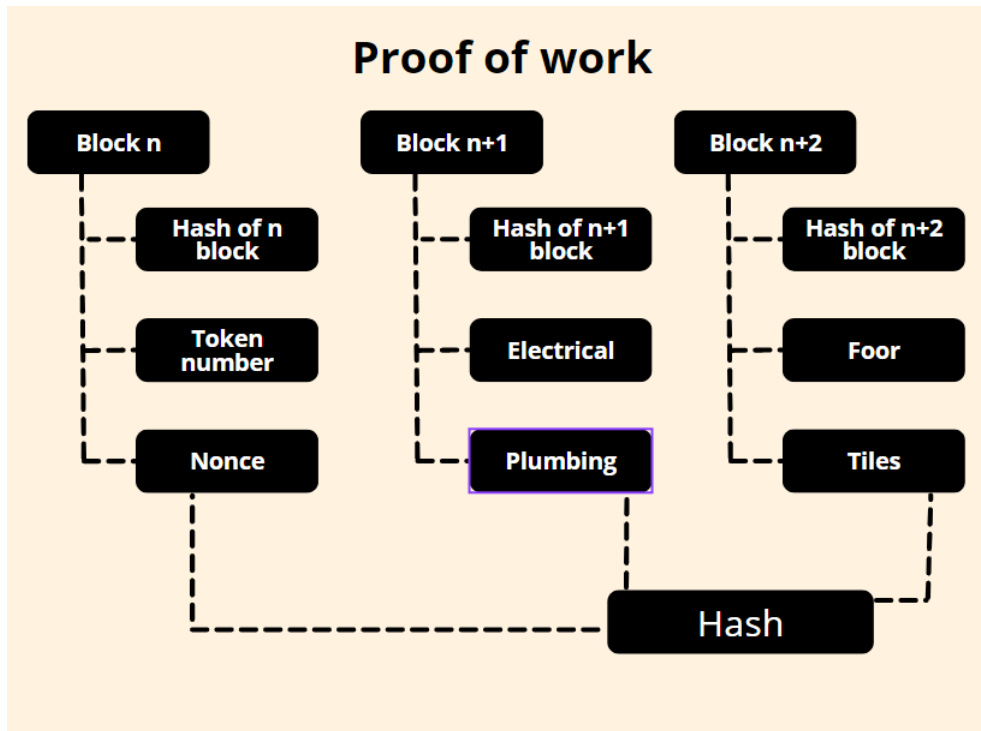 Proof of work
Block n
Block n+1
Block n+2
Hash of n
block
Hash of n+1
block
Hash of n+2
block
Token
number
Electrical
Foor
Nonce
Plumbing
Tiles
Hash